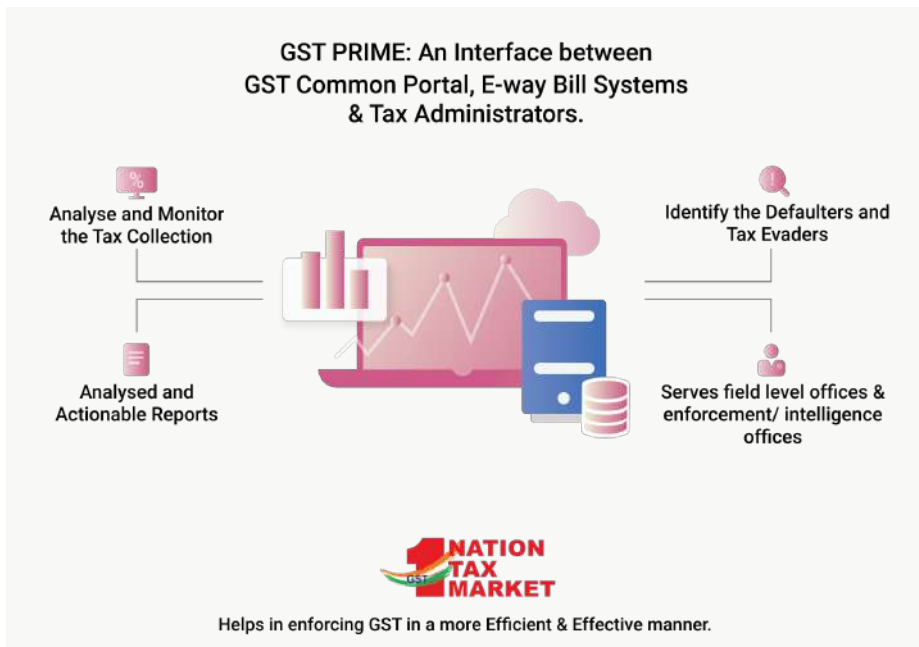 GST PRIME: An Interface between
GST Common Portal, E-way Bill Systems
& Tax Administrators.
%
Analyse and Monitor
the Tax Collection
Analysed and
Actionable Reports
!
Identify the Defaulters and
Tax Evaders
Serves field level offices &
enforcement/ intelligence
offices
1 NATION
TAX
MARKET
GST
Helps in enforcing GST in a more Efficient & Effective manner.